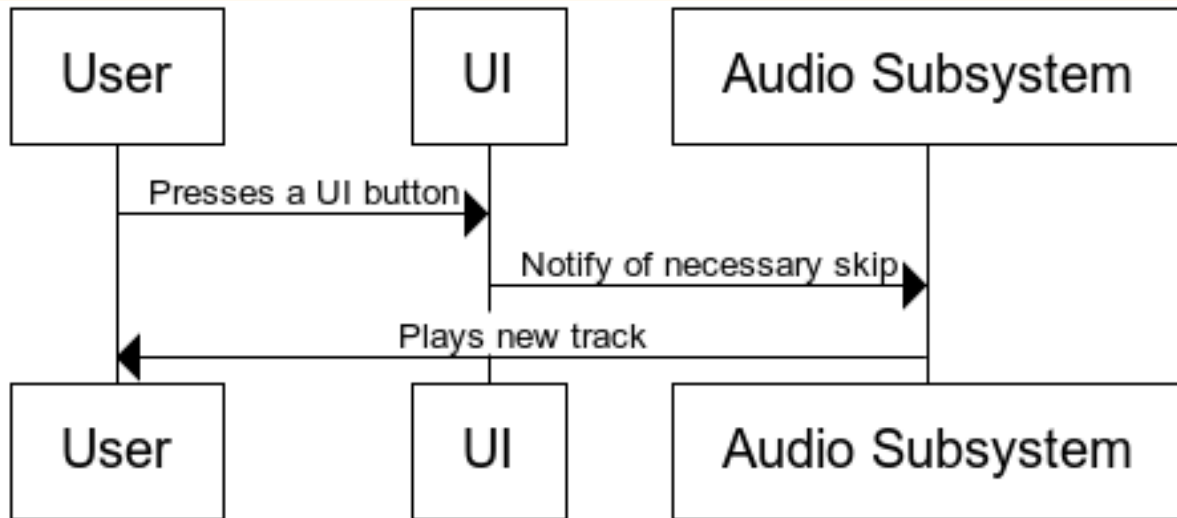 User
UI
Audio Subsystem
Presses a UI button
Notify of necessary skip
Plays new track
User
UI
Audio Subsystem